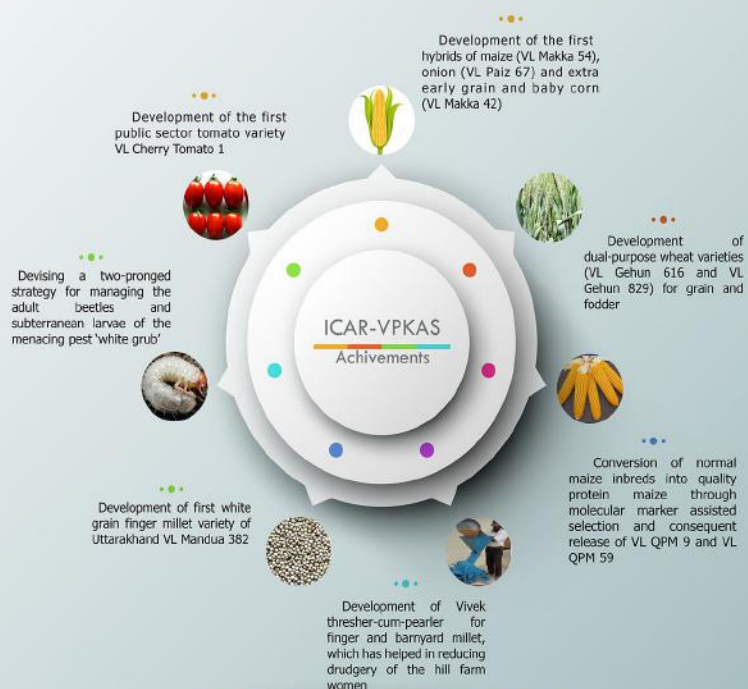 Development of the first
hybrids of maize (VL Makka 54),
onion (VL Paiz 67) and extra
early grain and baby corn
(VL Makka 42)
Development of the first
public sector tomato variety
VL Cherry Tomato 1
Development of
dual-purpose wheat varieties
(VL Gehun 616 and VL
Gehun 829) for grain and
fodder
Devising a two-pronged
strategy for managing the
adult beetles and
subterranean larvae of the
menacing pest 'white grub'
ICAR-VPKAS
Achivements
Conversion of normal
maize inbreds into quality
protein maize through
molecular marker assisted
selection and consequent
release of VL QPM 9 and VL
QPM 59
Development of first white
grain finger millet variety of
Uttarakhand VL Mandua 382
Development of Vivek
thresher-cum-pearler for
finger and barnyard millet,
which has helped in reducing
drudgery of the hill farm
women